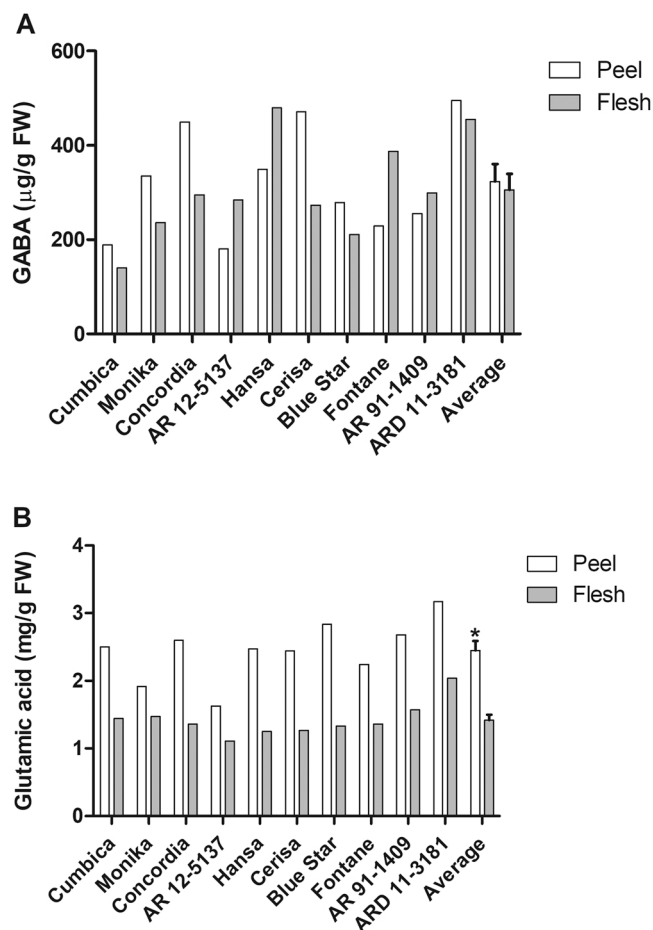 A
GABA (μg/g FW)
600
400
200
0
Peel
Flesh
Cumbica
Monika
Concordia
AR 12-5137
Hansa
Cerisa
Blue Star
Fontane
AR 91-1409
ARD 11-3181
Average
B
Glutamic acid (mg/g FW)
4
3
2
1
0
Peel
Flesh
*
Cumbica
Monika
Concordia
AR 12-5137
Hansa
Cerisa
Blue Star
Fontane
AR 91-1409
ARD 11-3181
Average